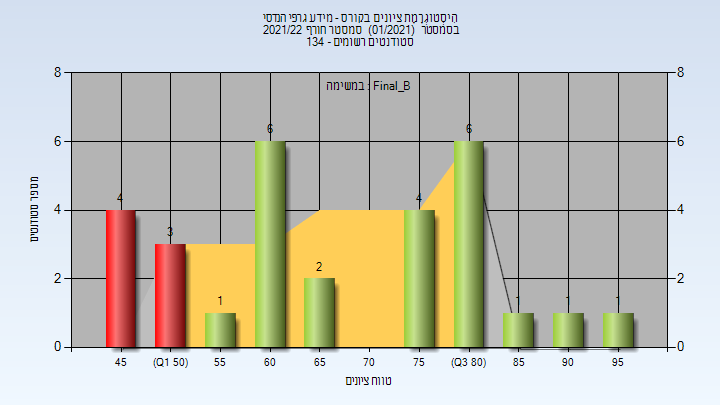 היסטוגרמת ציונים בקורס - מידע גרפי הנדסי
בסמסטר (01/2021) סמסטר חורף 2021/22
סטודנטים רשומים - 134
במשימה : Final_B
מספר סטודנטים
8 8
6 6
4 4
2 2
0 0
4 3 1 6 2 4 6 1 1 1
45 (Q1 50) 55 60 65 70 75 (Q3 80) 85 90 95
טווח ציונים